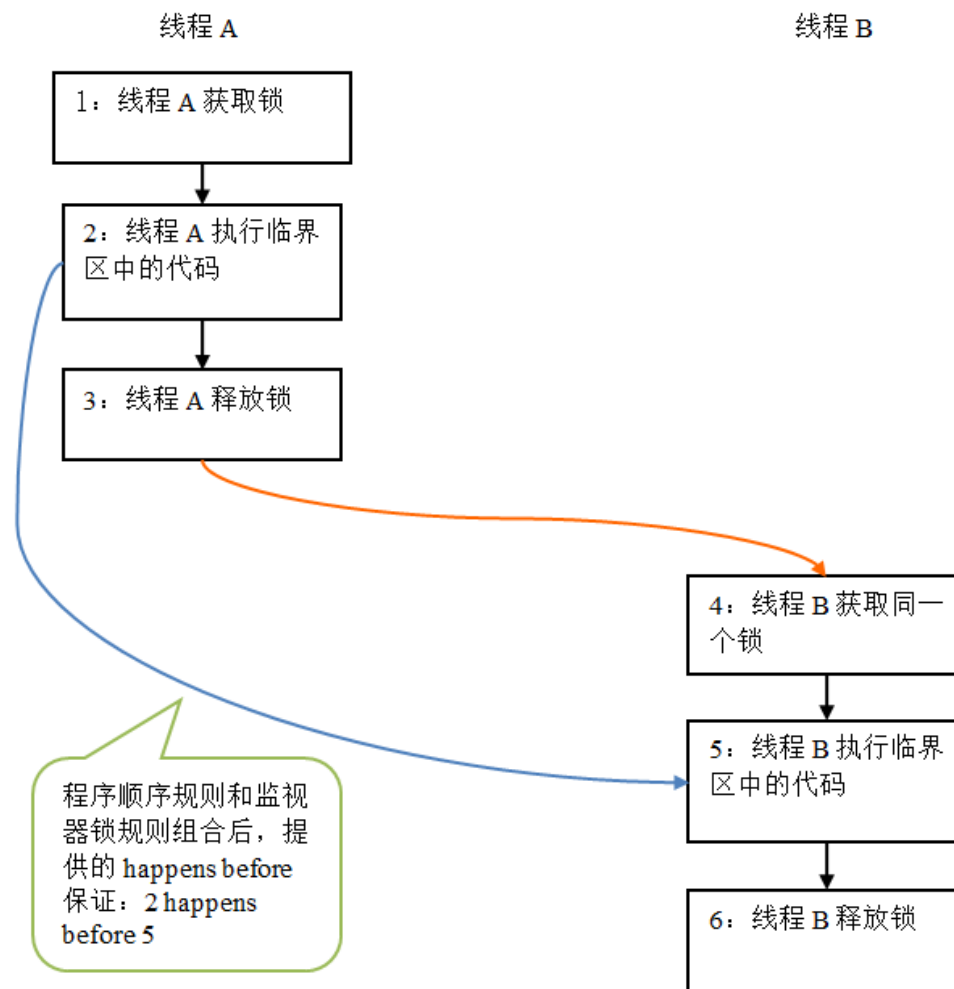 线程 A
线程 B
1：线程 A 获取锁
2：线程 A 执行临界
区中的代码
3：线程 A 释放锁
4：线程 B 获取同一
个锁
5：线程 B 执行临界
区中的代码
6：线程 B 释放锁
程序顺序规则和监视
器锁规则组合后，提
供的 happens before
保证：2 happens
before 5